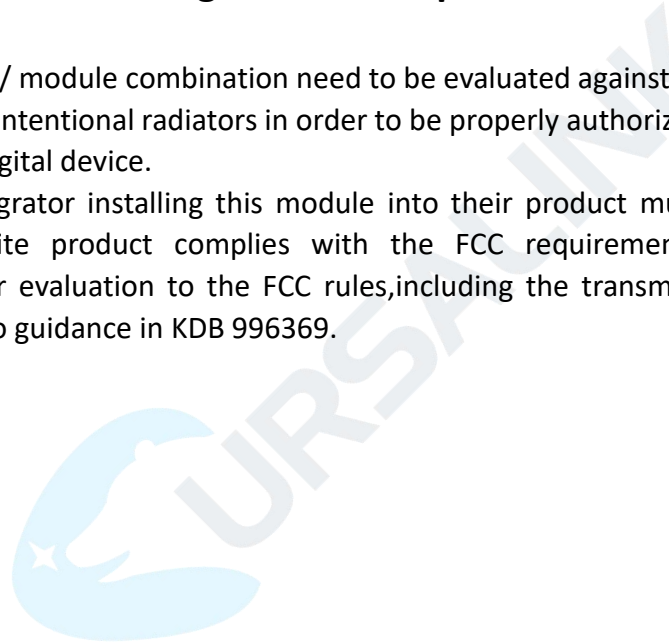 / module combination need to be evaluated against
ntentional radiators in order to be properly authoriz
gital device.
grator installing this module into their product mu
ite product complies with the FCC requiremen
r evaluation to the FCC rules,including the transm
o guidance in KDB 996369.
URSALINK